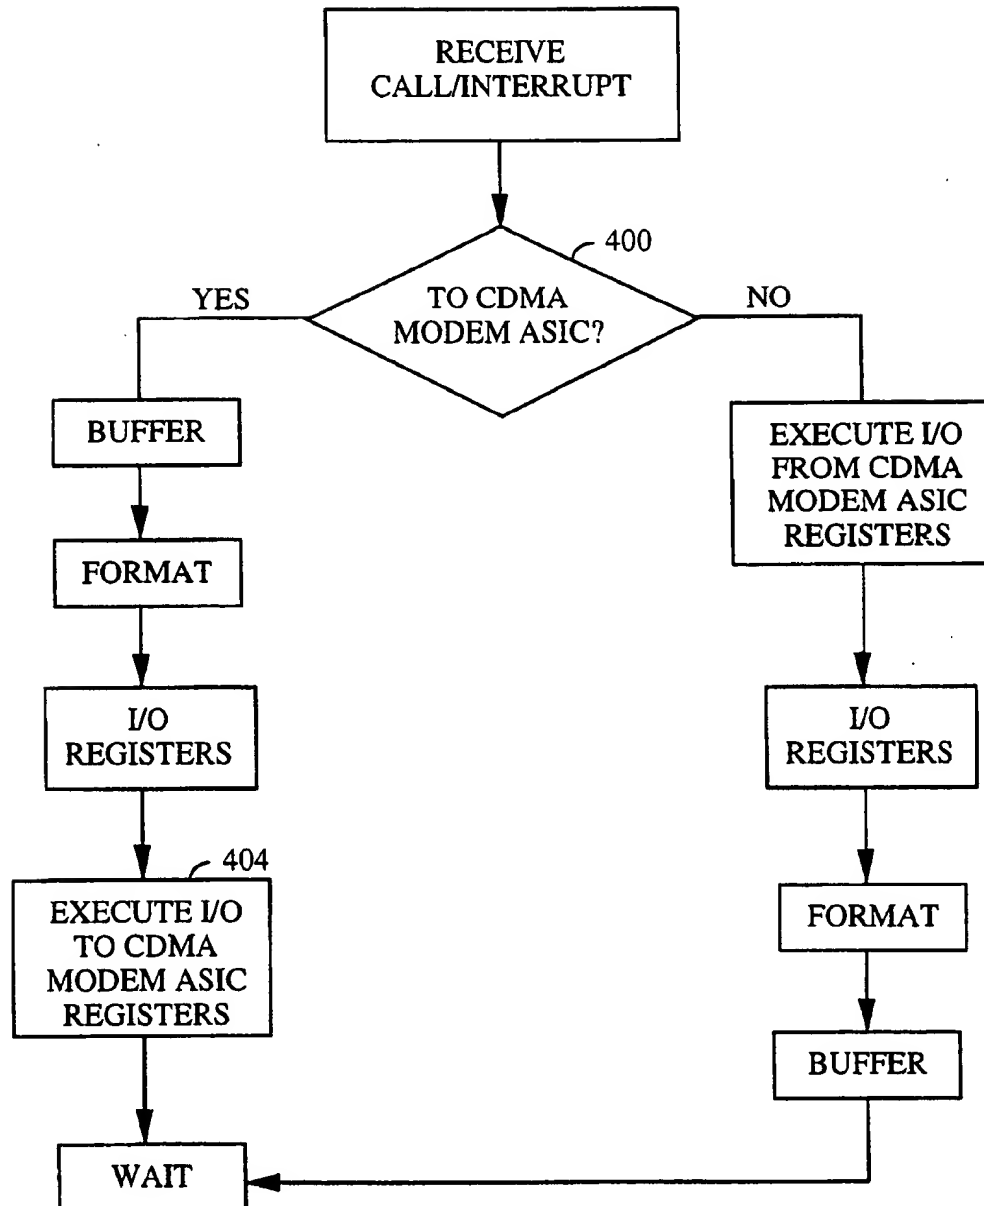 RECEIVE
CALL/INTERRUPT
400
TO CDMA
MODEM ASIC?
YES
NO
BUFFER
FORMAT
I/O
REGISTERS
404
EXECUTE I/O
TO CDMA
MODEM ASIC
REGISTERS
EXECUTE I/O
FROM CDMA
MODEM ASIC
REGISTERS
I/O
REGISTERS
FORMAT
BUFFER
WAIT